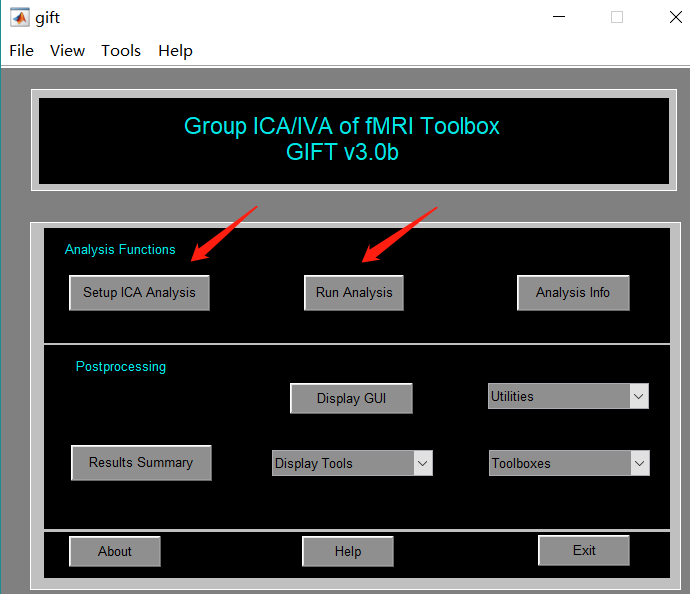 gift
File View Tools Help
Group ICA/IVA of fMRI Toolbox
GIFT v3.0b
Analysis Functions
Setup ICA Analysis Run Analysis Analysis Info
Postprocessing
Display GUI Utilities
Results Summary Display Tools Toolboxes
About Help Exit